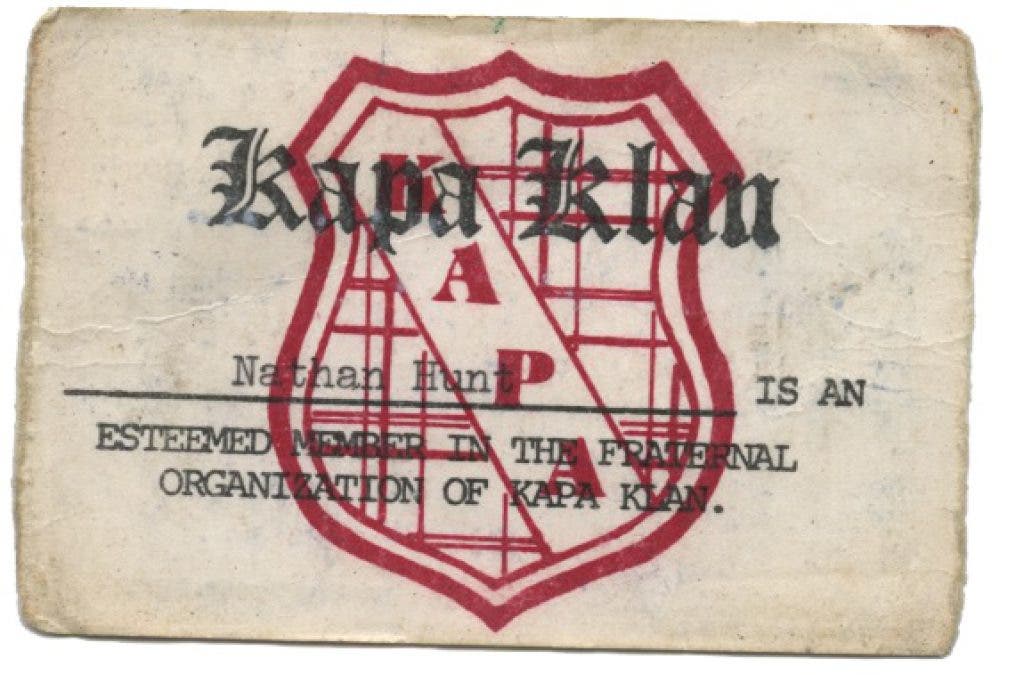 Kapa Klan
K
A
P
A
Nathan Hunt IS AN
ESTEEMED MEMBER IN THE FRATERNAL
ORGANIZATION OF KAPA KLAN.